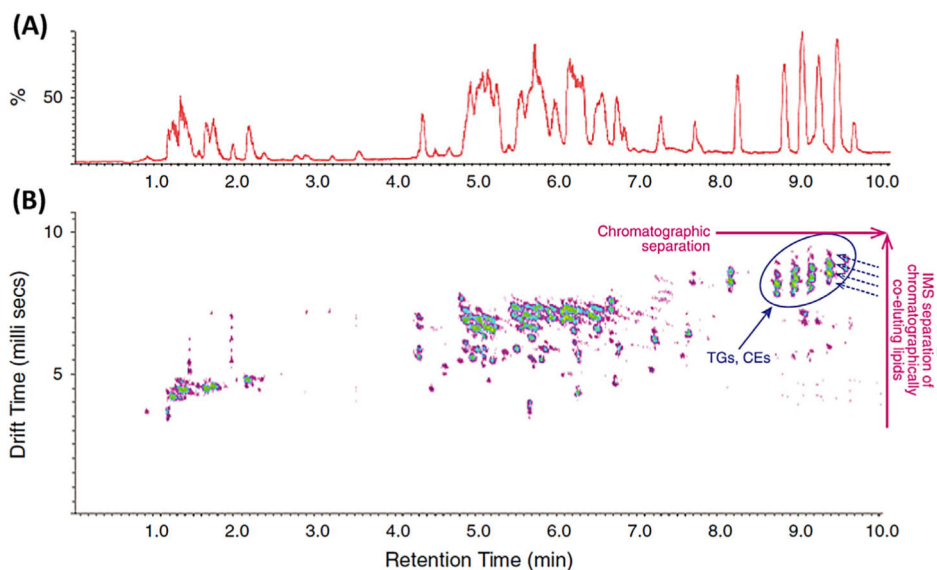 (A)
%
50
1.0 2.0 3.0 4.0 5.0 6.0 7.0 8.0 9.0 10.0
(B)
10
5
Drift Time (milli secs)
Chromatographic
separation
TGs, CEs
IMS separation of
chromatographically
co-eluting lipids
1.0 2.0 3.0 4.0 5.0 6.0 7.0 8.0 9.0 10.0
Retention Time (min)